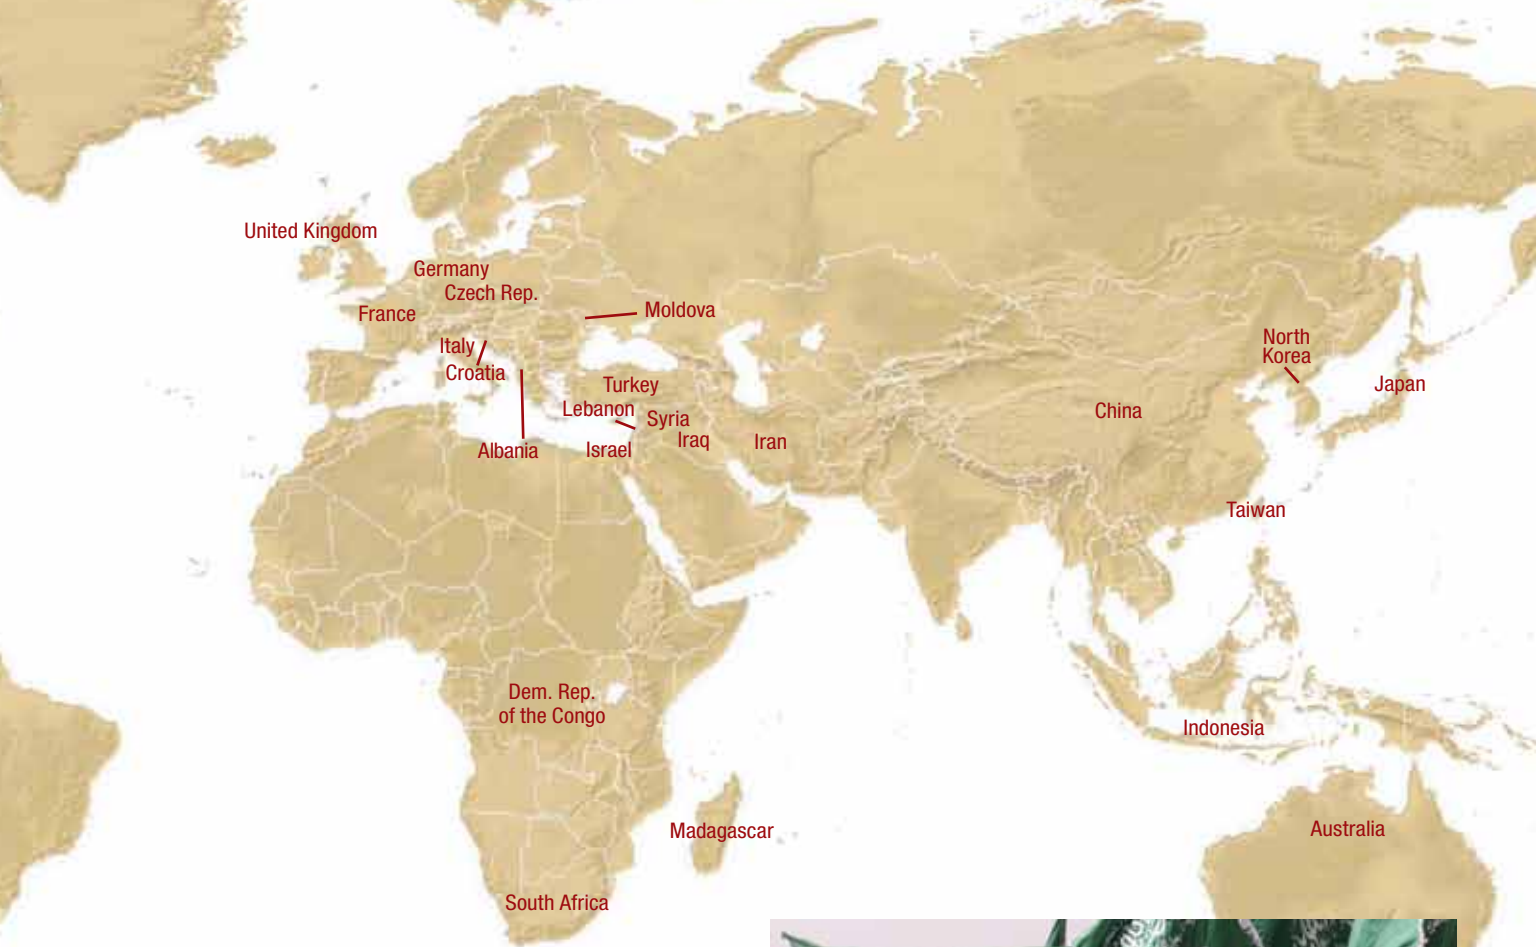 United Kingdom
Germany
Czech Rep.
France
Moldova
Italy
Croatia
North
Korea
Turkey
Japan
Lebanon
Syria
China
Iraq
Iran
Albania
Israel
Taiwan
Dem. Rep.
of the Congo
Indonesia
Madagascar
Australia
South Africa